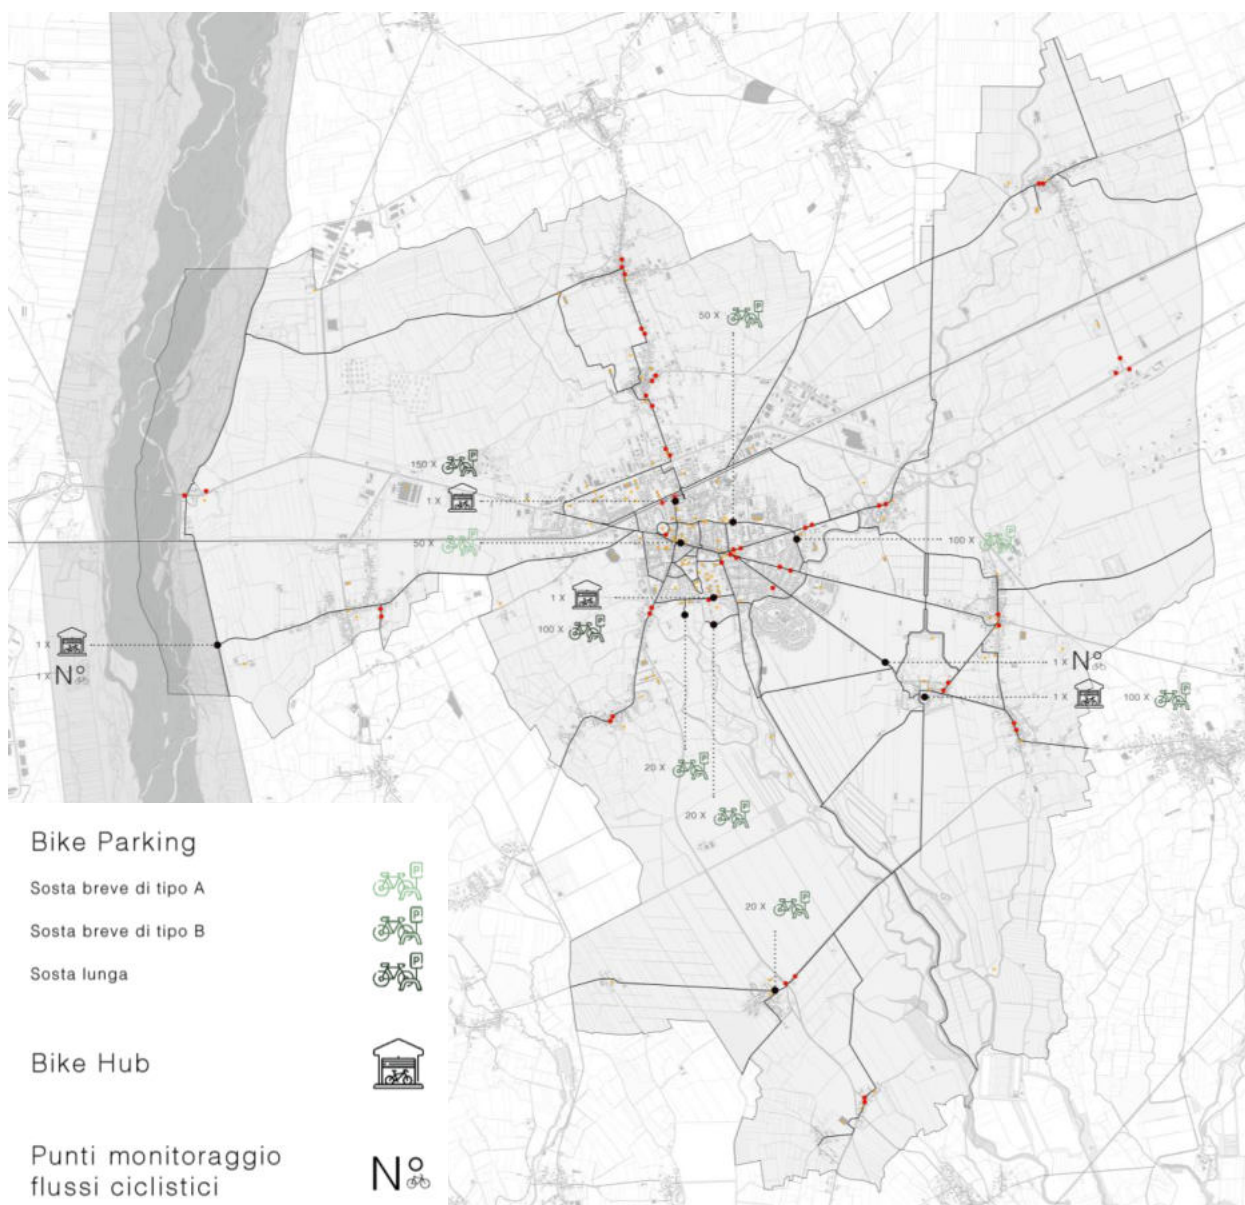 50 X P
150 X P
1 X
50 X P
100 X P
1 X
100 X P
1 X
1 X N°
1 X N°
1 X 100 X P
20 X P
20 X P
20 X P
Bike Parking
Sosta breve di tipo A P
Sosta breve di tipo B P
Sosta lunga P
Bike Hub
Punti monitoraggio
flussi ciclistici N°